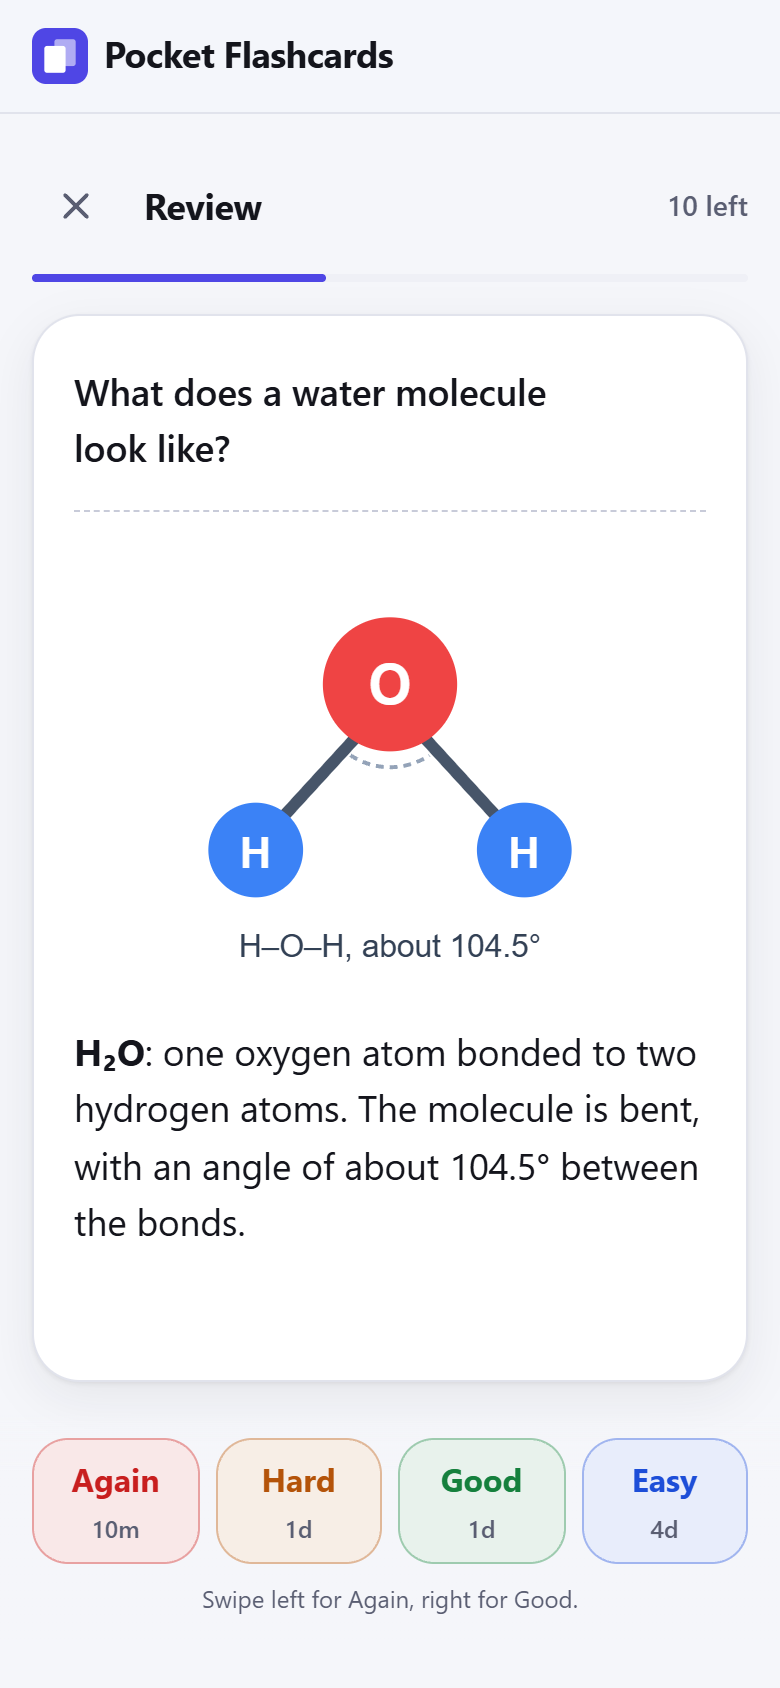 Pocket Flashcards
Review
10 left
What does a water molecule
look like?
O
H
H
H–O–H, about 104.5°
H₂O: one oxygen atom bonded to two
hydrogen atoms. The molecule is bent,
with an angle of about 104.5° between
the bonds.
Again
10m
Hard
1d
Good
1d
Easy
4d
Swipe left for Again, right for Good.